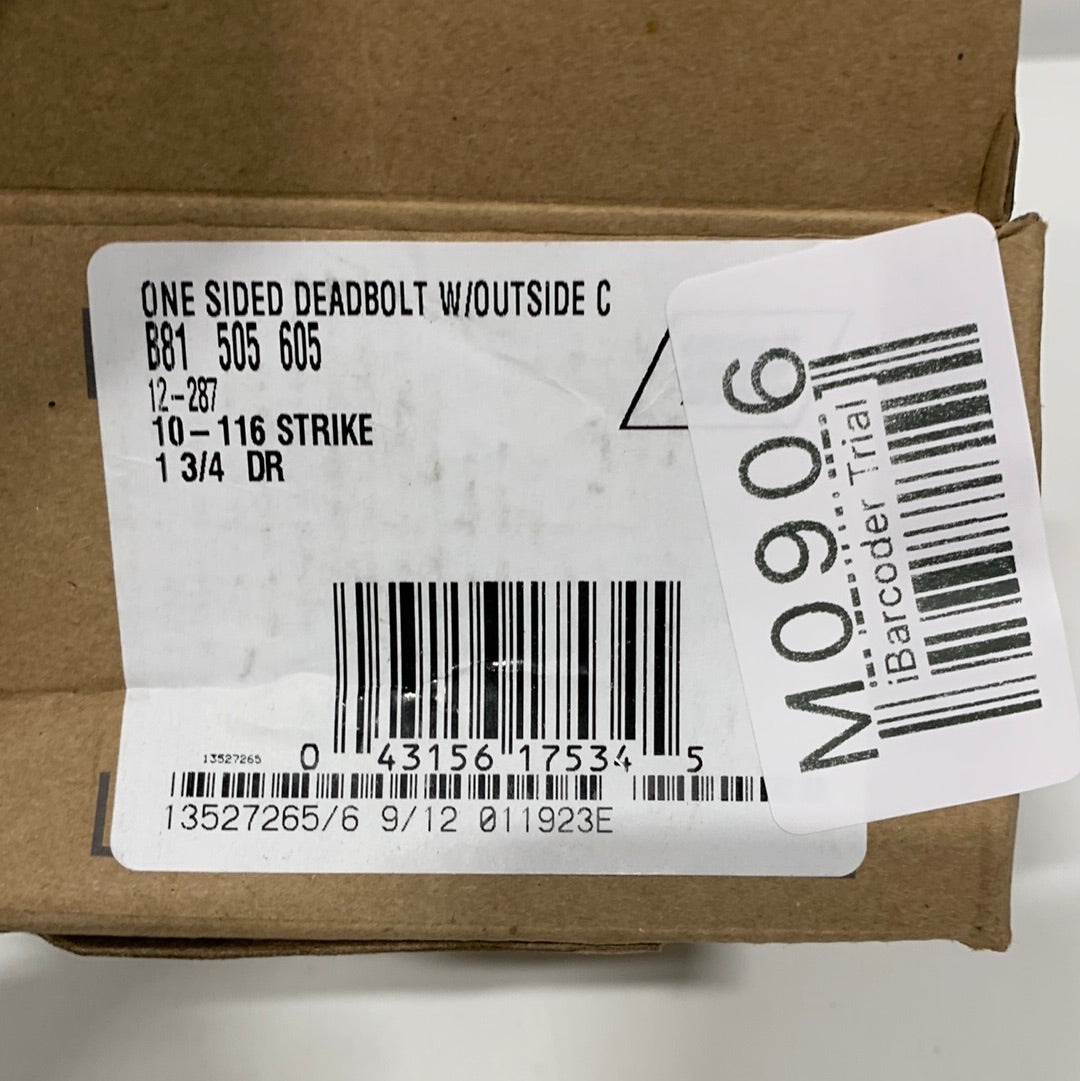 ONE SIDED DEADBOLT W/OUTSIDE C
B81 505 605
12-287
10-116 STRIKE
1 3/4 DR
13527265
0 43156 17534 5
13527265/6 9/12 011923E
M0906
iBarcoder Trial